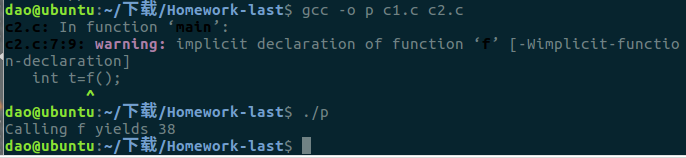 dao@ubuntu:~/下载/Homework-last$ gcc -o p c1.c c2.c
c2.c: In function ‘main’:
c2.c:7:9: warning: implicit declaration of function ‘f’ [-Wimplicit-functio
n-declaration]
   int t=f();
         ^
dao@ubuntu:~/下载/Homework-last$ ./p
Calling f yields 38
dao@ubuntu:~/下载/Homework-last$